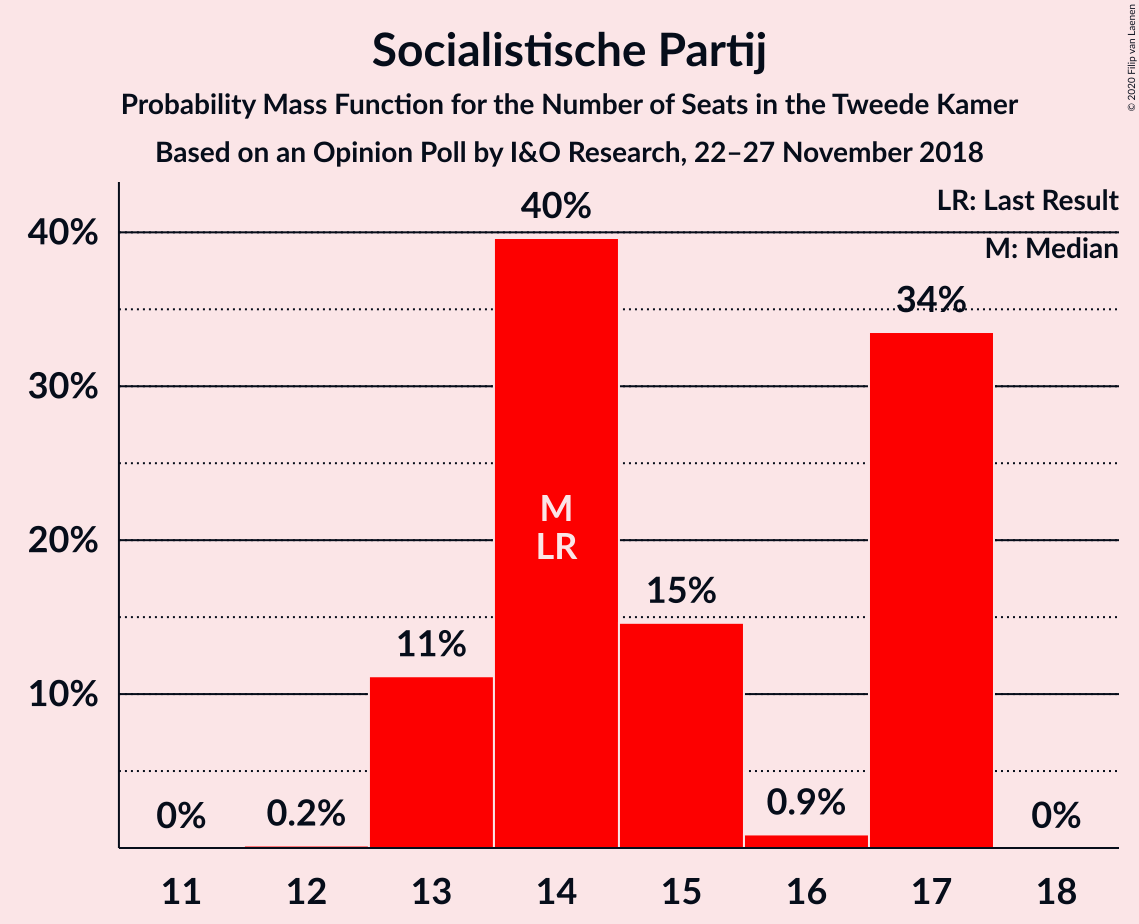 Socialistische Partij
Probability Mass Function for the Number of Seats in the Tweede Kamer
Based on an Opinion Poll by I&O Research, 22–27 November 2018
© 2020 Filip van Laenen
LR: Last Result
M: Median
40%
30%
20%
10%
0%
0.2%
11%
40%
M
LR
15%
0.9%
34%
0%
11
12
13
14
15
16
17
18